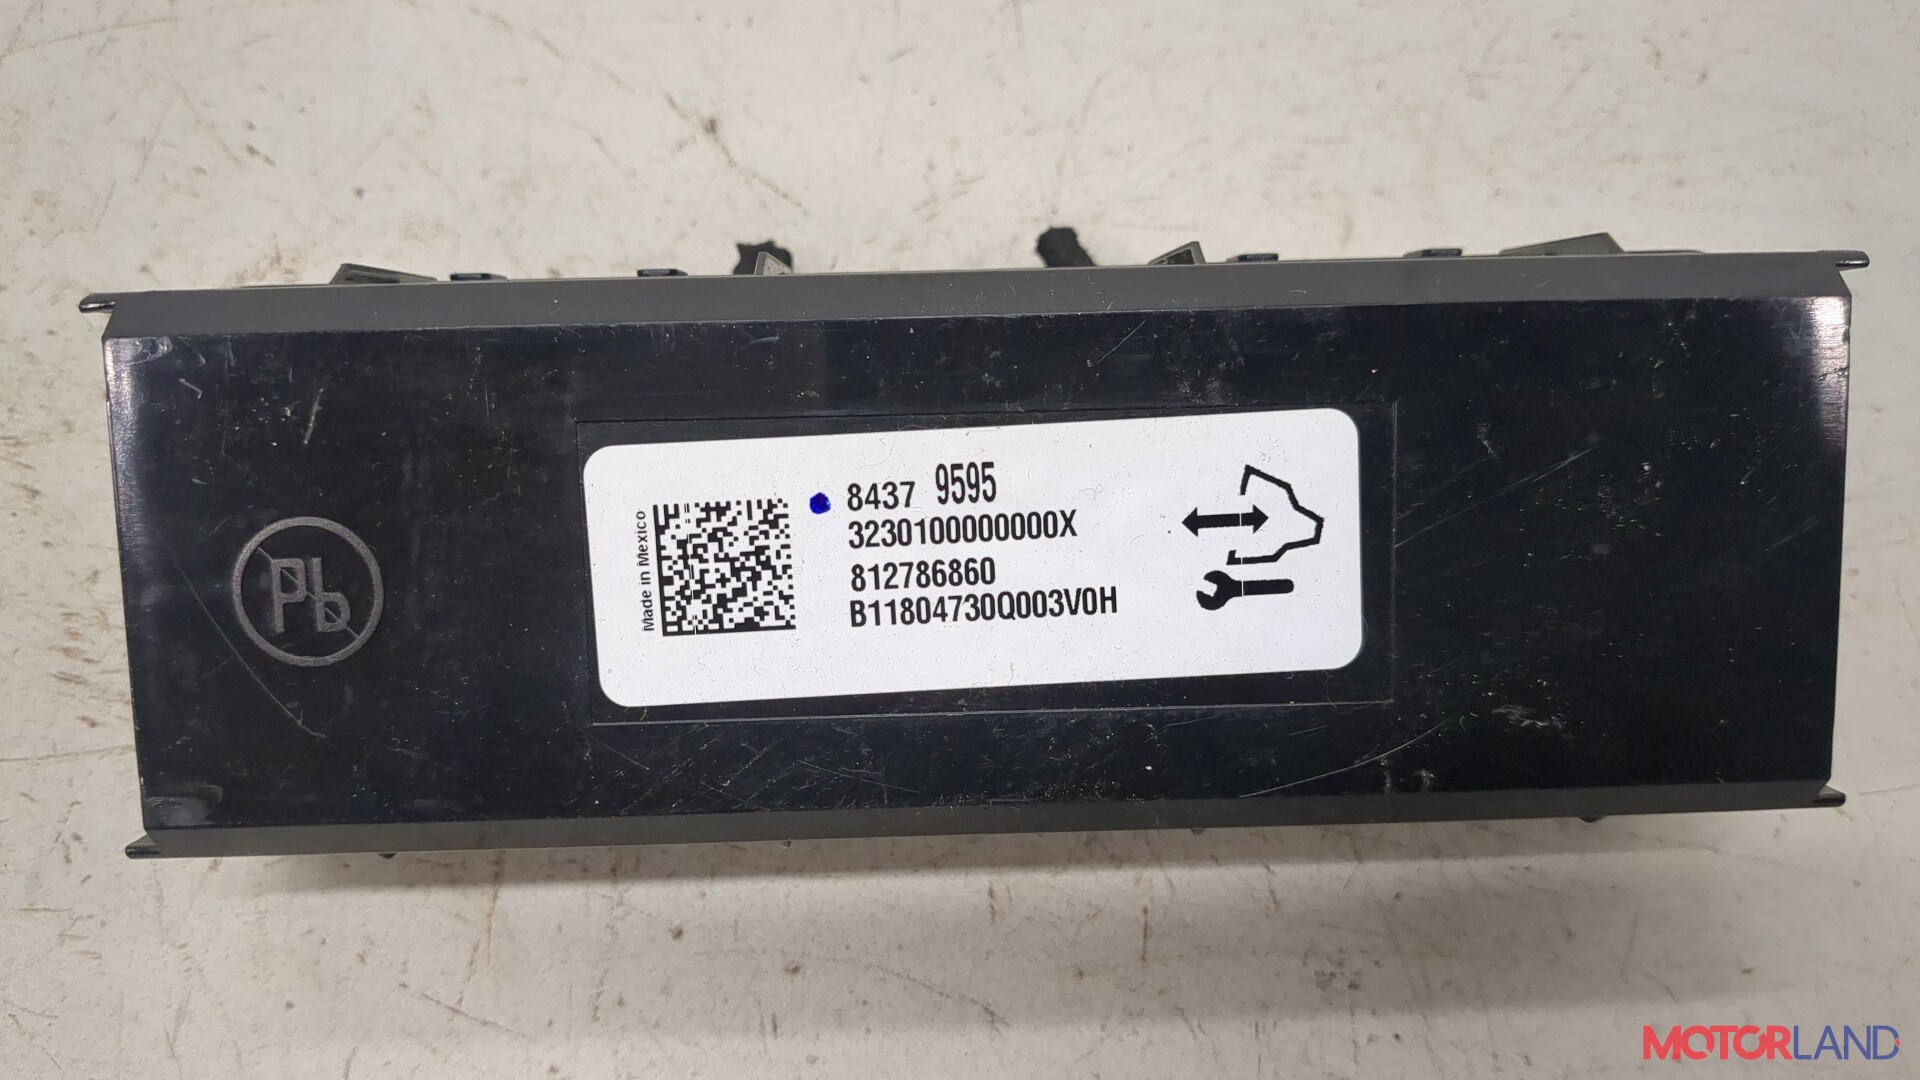 Pb
Made in Mexico
8437 9595
3230100000000X
812786860
B11804730Q003V0H
MOTORLAND